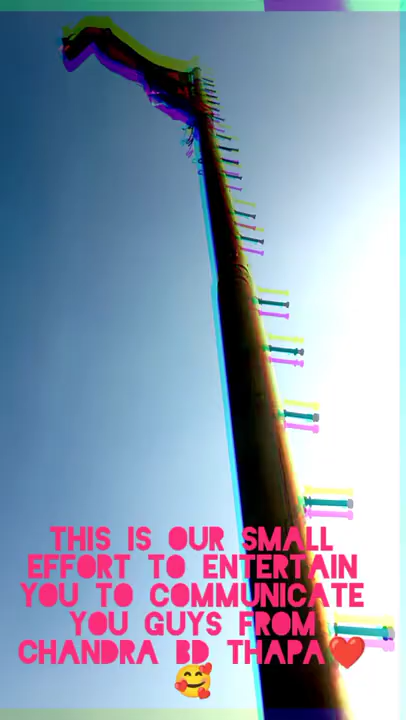 THIS IS OUR SMALL
EFFORT TO ENTERTAIN
YOU TO COMMUNICATE
YOU GUYS FROM
CHANDRA BD THAPA❤️
🥰